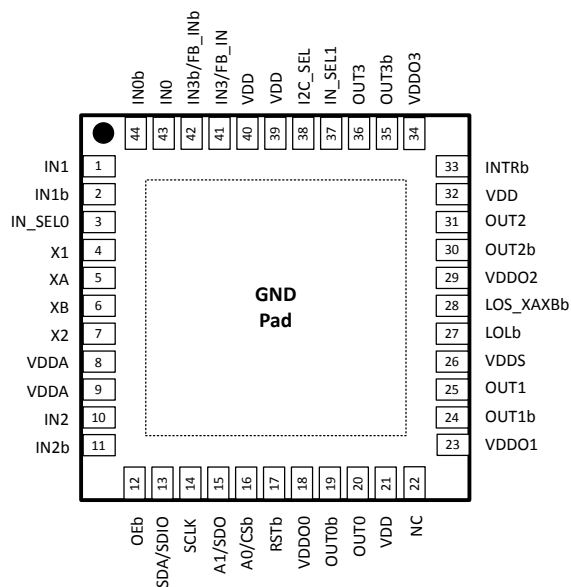 IN0b
IN0
IN3b/FB_INb
IN3/FB_IN
VDD
VDD
I2C_SEL
IN_SEL1
OUT3
OUT3b
VDDO3
44
43
42
41
40
39
38
37
36
35
34
IN1 1
IN1b 2
IN_SEL0 3
X1 4
XA 5
XB 6
X2 7
VDDA 8
VDDA 9
IN2 10
IN2b 11
GND
Pad
33 INTRb
32 VDD
31 OUT2
30 OUT2b
29 VDDO2
28 LOS_XAXBb
27 LOLb
26 VDDS
25 OUT1
24 OUT1b
23 VDDO1
12
13
14
15
16
17
18
19
20
21
22
OEb
SDA/SDIO
SCLK
A1/SDO
A0/CSb
RSTb
VDDO0
OUT0b
OUT0
VDD
NC